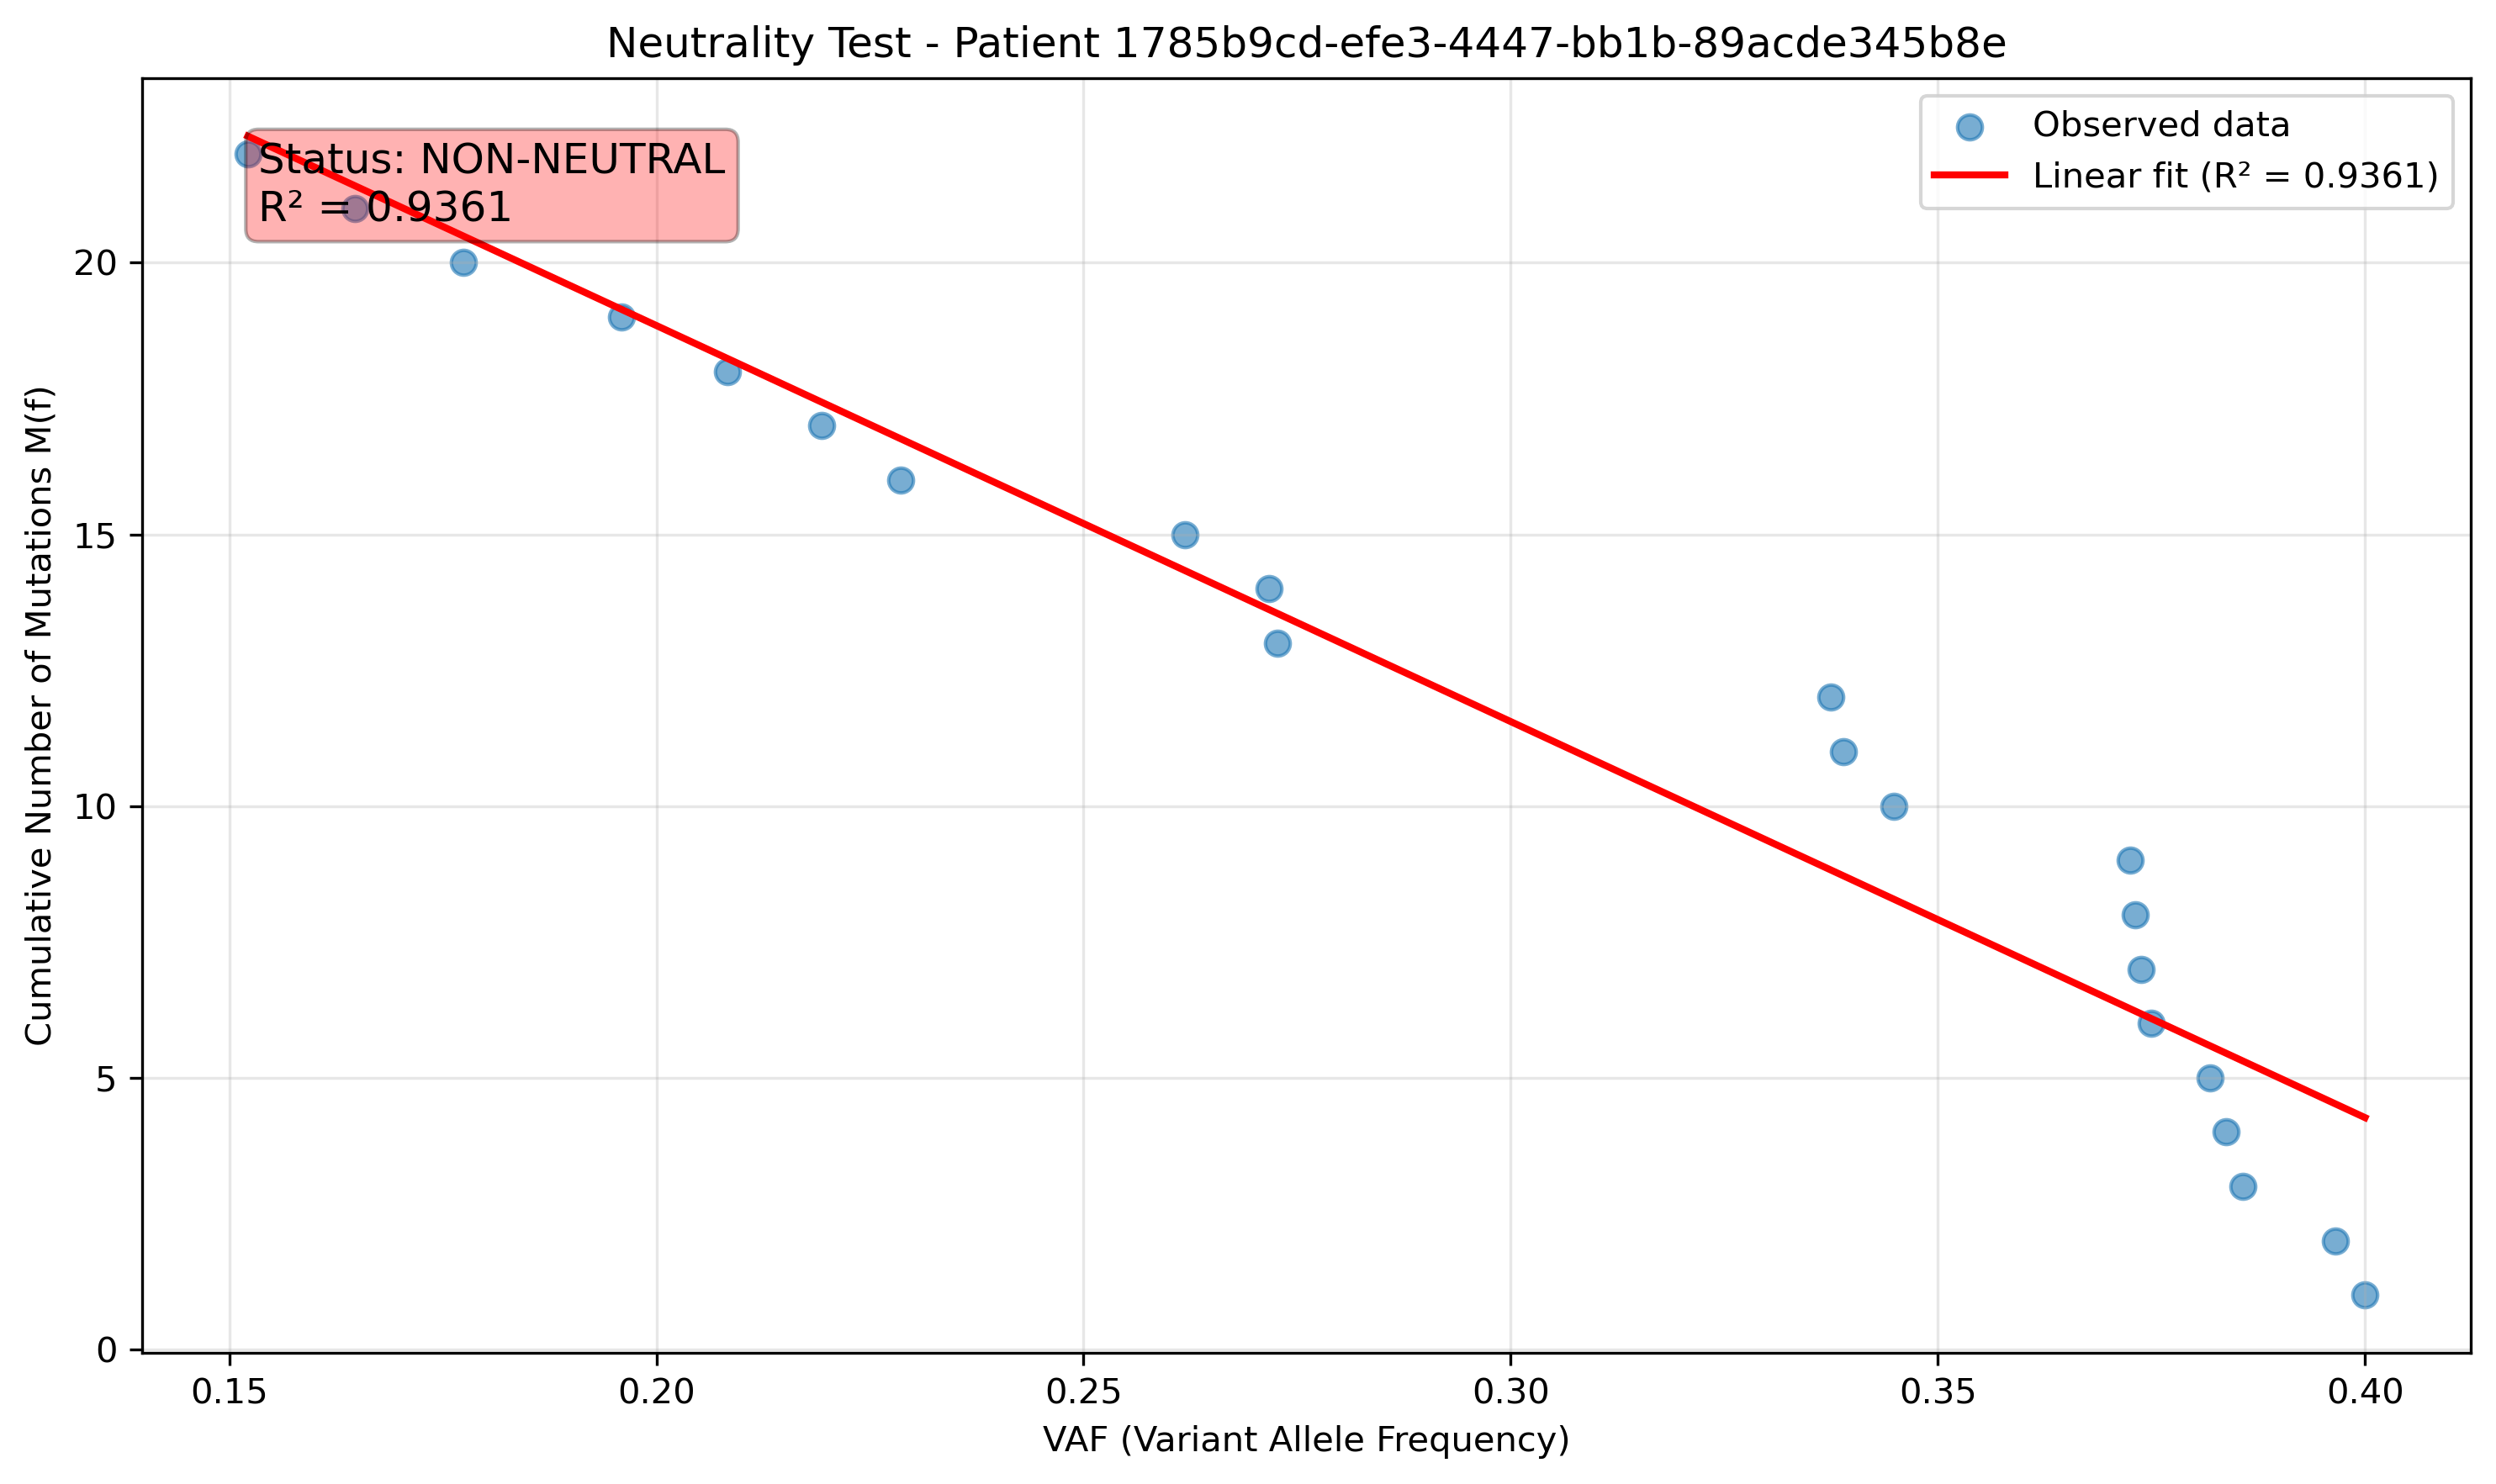 Neutrality Test - Patient 1785b9cd-efe3-4447-bb1b-89acde345b8e
Status: NON-NEUTRAL
R² = 0.9361
Observed data
Linear fit (R² = 0.9361)
Cumulative Number of Mutations M(f)
20
15
10
5
0
0.15
0.20
0.25
0.30
0.35
0.40
VAF (Variant Allele Frequency)